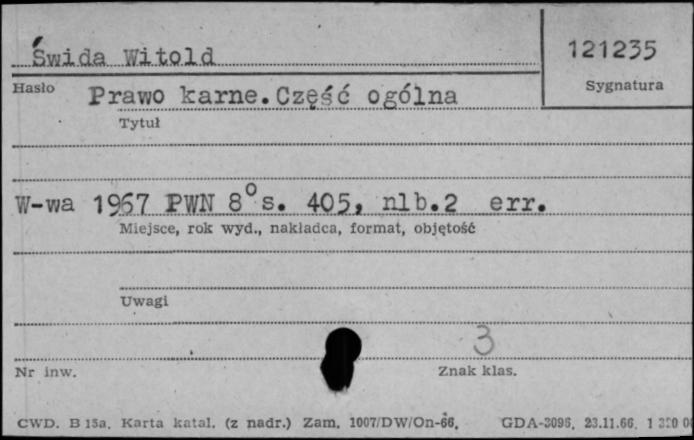 Świda Witold
121235
Hasło
Sygnatura
Prawo karne. Część ogólna
Tytuł
W-wa 1967 PWN 8° s. 405, nlb.2 err.
Miejsce, rok wyd., nakładca, format, objętość
Uwagi
3
Nr inw.
Znak klas.
CWD. B 15a. Karta katal. (z nadr.) Zam. 1007/DW/On-66. GDA-3096. 23.11.66.